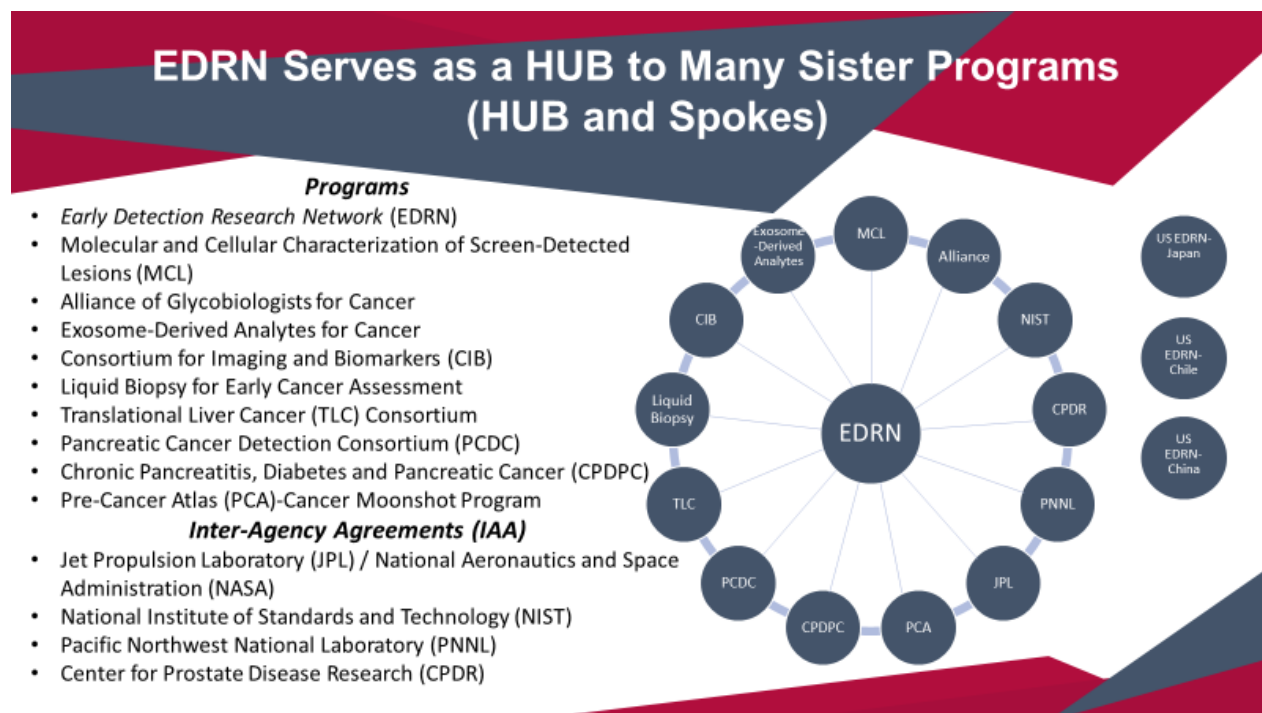 EDRN Serves as a HUB to Many Sister Programs
(HUB and Spokes)
Programs
• Early Detection Research Network (EDRN)
• Molecular and Cellular Characterization of Screen-Detected
Lesions (MCL)
• Alliance of Glycobiologists for Cancer
• Exosome-Derived Analytes for Cancer
• Consortium for Imaging and Biomarkers (CIB)
• Liquid Biopsy for Early Cancer Assessment
• Translational Liver Cancer (TLC) Consortium
• Pancreatic Cancer Detection Consortium (PCDC)
• Chronic Pancreatitis, Diabetes and Pancreatic Cancer (CPDPC)
• Pre-Cancer Atlas (PCA)-Cancer Moonshot Program
Inter-Agency Agreements (IAA)
• Jet Propulsion Laboratory (JPL) / National Aeronautics and Space
Administration (NASA)
• National Institute of Standards and Technology (NIST)
• Pacific Northwest National Laboratory (PNNL)
• Center for Prostate Disease Research (CPDR)
EDRN
MCL
Alliance
NIST
CPDR
PNNL
JPL
PCA
CPDPC
PCDC
TLC
Liquid
Biopsy
CIB
Exosome
-Derived
Analytes
US EDRN-
Japan
US
EDRN-
Chile
US
EDRN-
China